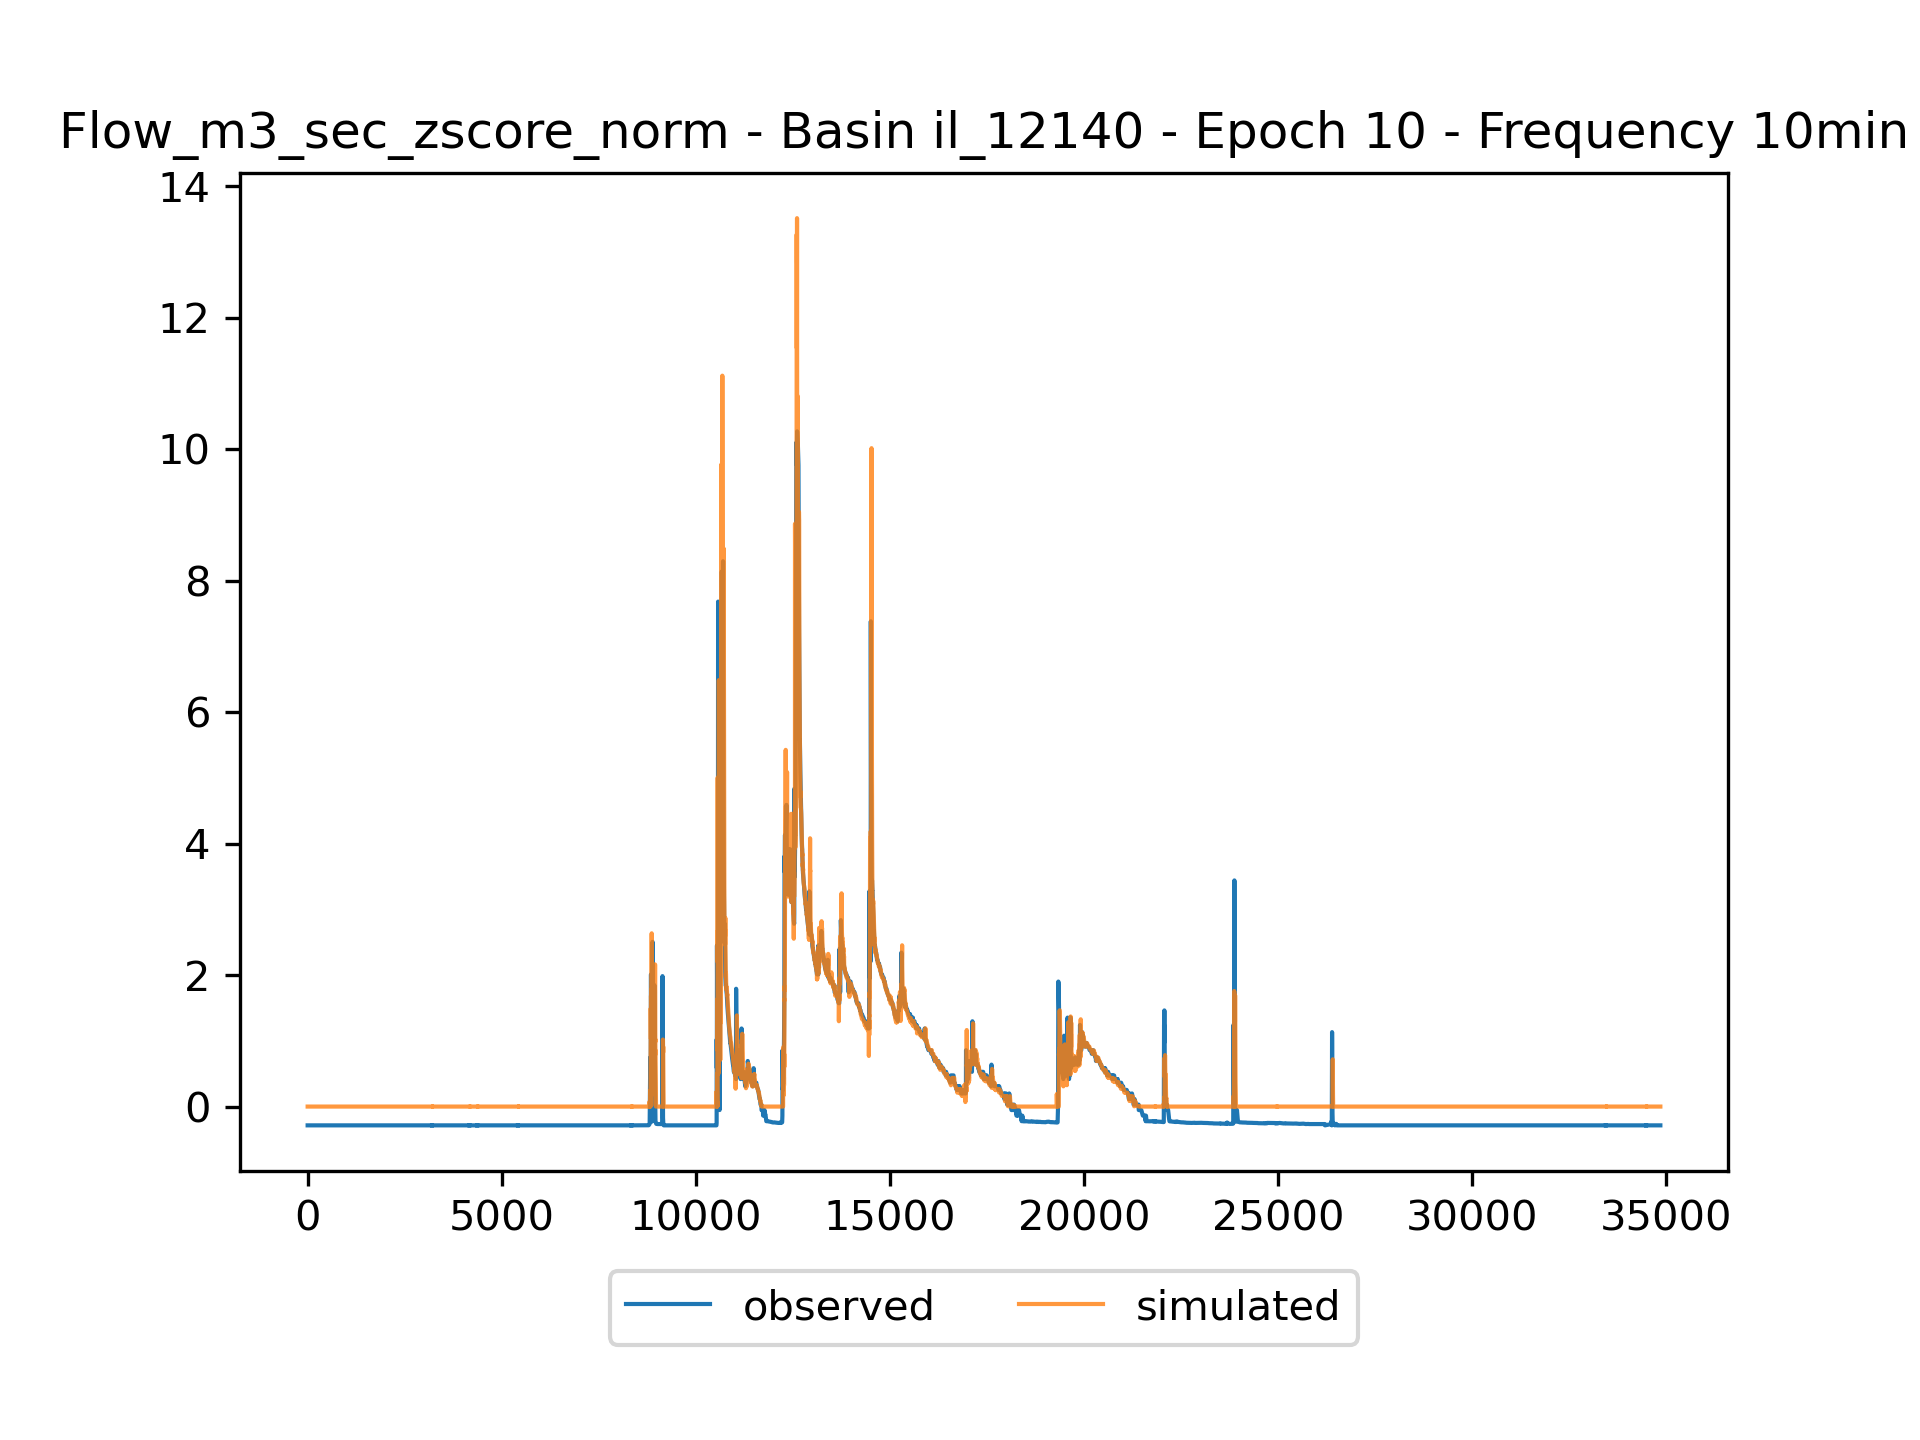 Flow_m3_sec_zscore_norm - Basin il_12140 - Epoch 10 - Frequency 10min
14
12
10
8
6
4
2
0
0 5000 10000 15000 20000 25000 30000 35000
observed simulated